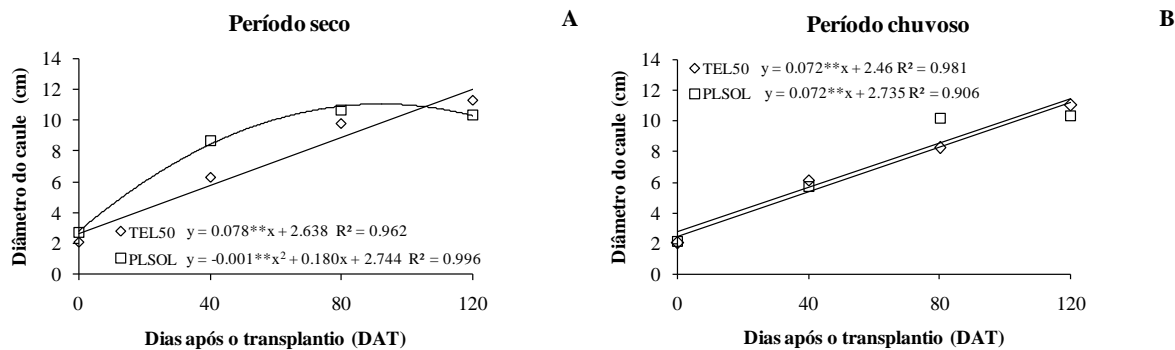 Período seco
A
Diâmetro do caule (cm)
14
12
10
8
6
4
2
0
TEL50 y = 0.078**x + 2.638 R² = 0.962
PLSOL y = -0.001**x² + 0.180x + 2.744 R² = 0.996
0 40 80 120
Dias após o transplantio (DAT)
Período chuvoso
B
Diâmetro do caule (cm)
14
12
10
8
6
4
2
0
TEL50 y = 0.072**x + 2.46 R² = 0.981
PLSOL y = 0.072**x + 2.735 R² = 0.906
0 40 80 120
Dias após o transplantio (DAT)